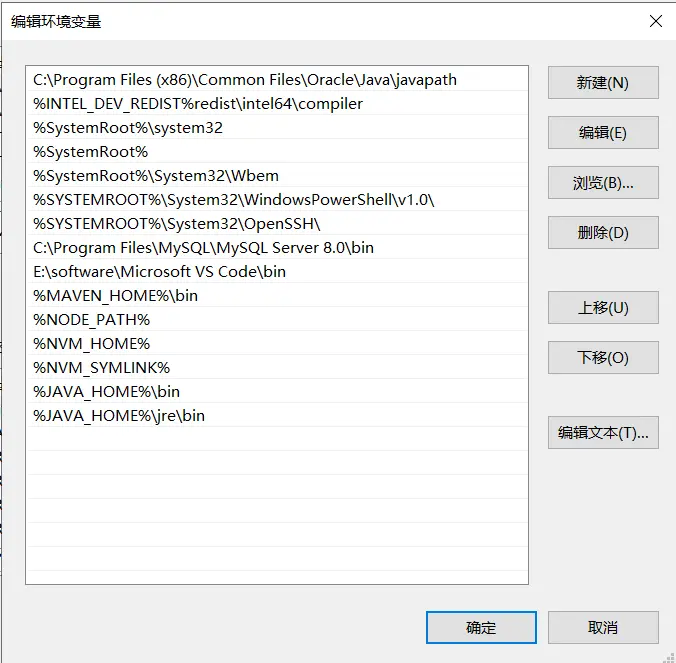 编辑环境变量
C:\Program Files (x86)\Common Files\Oracle\Java\javapath
新建(N)
%INTEL_DEV_REDIST%redist\intel64\compiler
%SystemRoot%\system32
编辑(E)
%SystemRoot%
%SystemRoot%\System32\Wbem
浏览(B)...
%SYSTEMROOT%\System32\WindowsPowerShell\v1.0\
%SYSTEMROOT%\System32\OpenSSH\
删除(D)
C:\Program Files\MySQL\MySQL Server 8.0\bin
E:\software\Microsoft VS Code\bin
%MAVEN_HOME%\bin
上移(U)
%NODE_PATH%
%NVM_HOME%
下移(O)
%NVM_SYMLINK%
%JAVA_HOME%\bin
%JAVA_HOME%\jre\bin
编辑文本(T)...
确定
取消